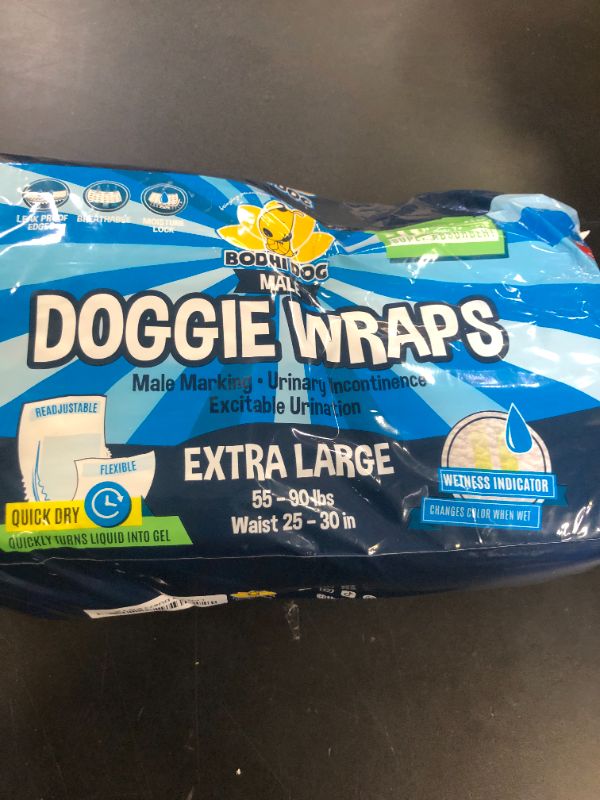 LEAK PROOF EDGES
BREATHABLE
MOISTURE LOCK
BODHI DOG
MALE
DOGGIE WRAPS
Male Marking • Urinary Incontinence
Excitable Urination
READJUSTABLE
FLEXIBLE
EXTRA LARGE
55 - 90 lbs
Waist 25 - 30 in
WETNESS INDICATOR
CHANGES COLOR WHEN WET
QUICK DRY
QUICKLY TURNS LIQUID INTO GEL